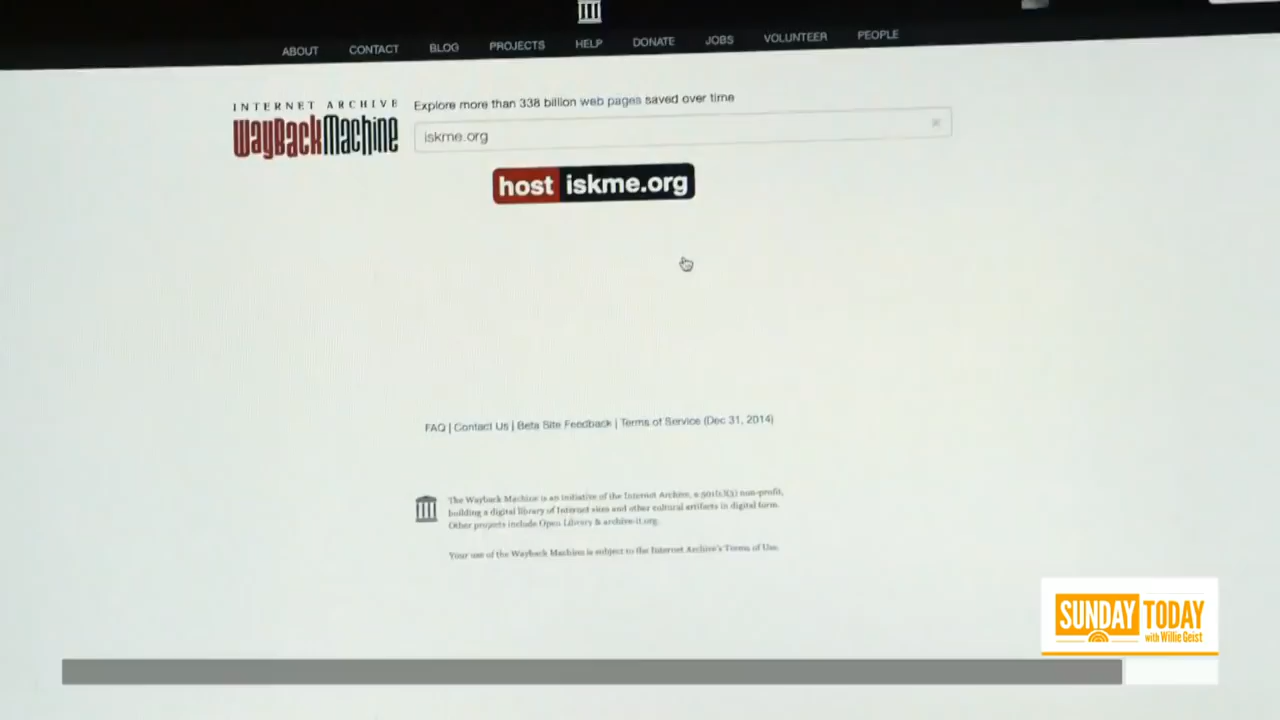 ABOUT CONTACT BLOG PROJECTS HELP DONATE JOBS VOLUNTEER PEOPLE
INTERNET ARCHIVE
WayBackMachine
Explore more than 338 billion web pages saved over time
iskme.org
host iskme.org
FAQ | Contact Us | Beta Site Feedback | Terms of Service (Dec 31, 2014)
The Wayback Machine is an initiative of the Internet Archive, a 501(c)(3) non-profit,
building a digital library of Internet sites and other cultural artifacts in digital form.
Other projects include Open Library & archive-it.org.
Your use of the Wayback Machine is subject to the Internet Archive's Terms of Use.
SUNDAY TODAY
with Willie Geist